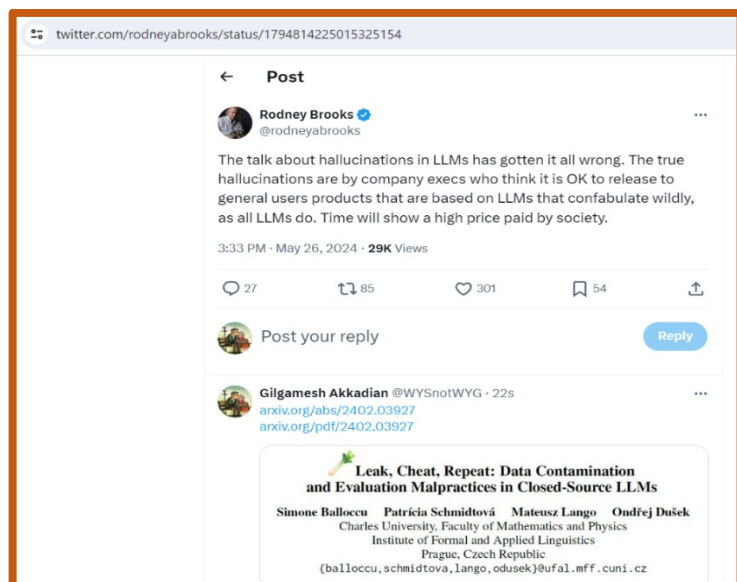 twitter.com/rodneyabrooks/status/1794814225015325154
Post
Rodney Brooks
@rodneyabrooks
The talk about hallucinations in LLMs has gotten it all wrong. The true
hallucinations are by company execs who think it is OK to release to
general users products that are based on LLMs that confabulate wildly,
as all LLMs do. Time will show a high price paid by society.
3:33 PM · May 26, 2024 · 29K Views
27 85 301 54
Post your reply
Reply
Gilgamesh Akkadian @WYSnotWYG · 22s
arxiv.org/abs/2402.03927
arxiv.org/pdf/2402.03927
Leak, Cheat, Repeat: Data Contamination
and Evaluation Malpractices in Closed-Source LLMs
Simone Balloccu Patrícia Schmidtová Mateusz Lango Ondřej Dušek
Charles University, Faculty of Mathematics and Physics
Institute of Formal and Applied Linguistics
Prague, Czech Republic
{balloccu,schmidtova,lango,odusek}@ufal.mff.cuni.cz